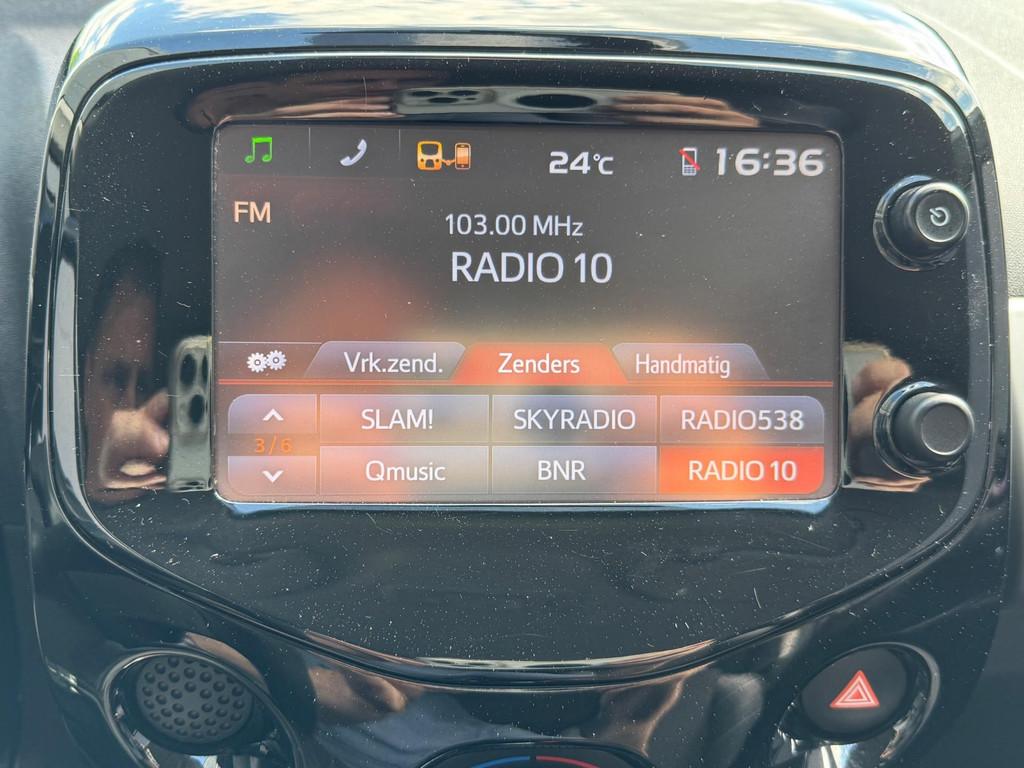 24°C 16:36
FM
103.00 MHz
RADIO 10
Vrk.zend. Zenders Handmatig
SLAM! SKYRADIO RADIO538
3/6
Qmusic BNR RADIO 10